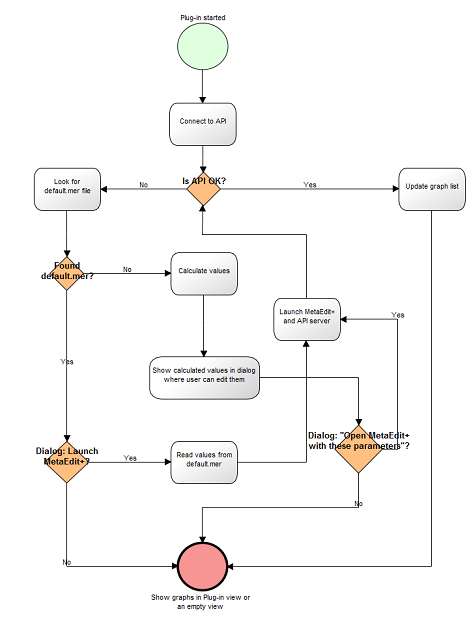 Plug-in started
Connect to API
Is API OK?
No
Yes
Look for
default.mer file
Update graph list
Found
default.mer?
No
Calculate values
Launch MetaEdit+
and API server
Yes
Yes
Show calculated values in dialog
where user can edit them
Dialog: Launch
MetaEdit+?
Yes
Read values from
default.mer
Dialog: "Open MetaEdit+
with these parameters"?
No
No
Show graphs in Plug-in view or
an empty view